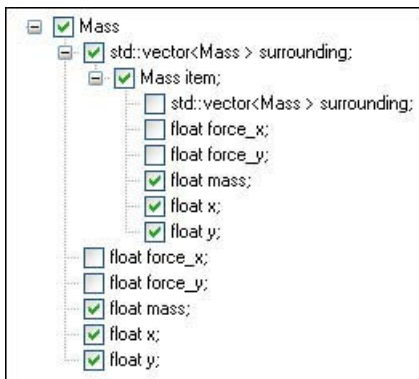 Mass
std::vector<Mass > surrounding;
Mass item;
std::vector<Mass > surrounding;
float force_x;
float force_y;
float mass;
float x;
float y;
float force_x;
float force_y;
float mass;
float x;
float y;